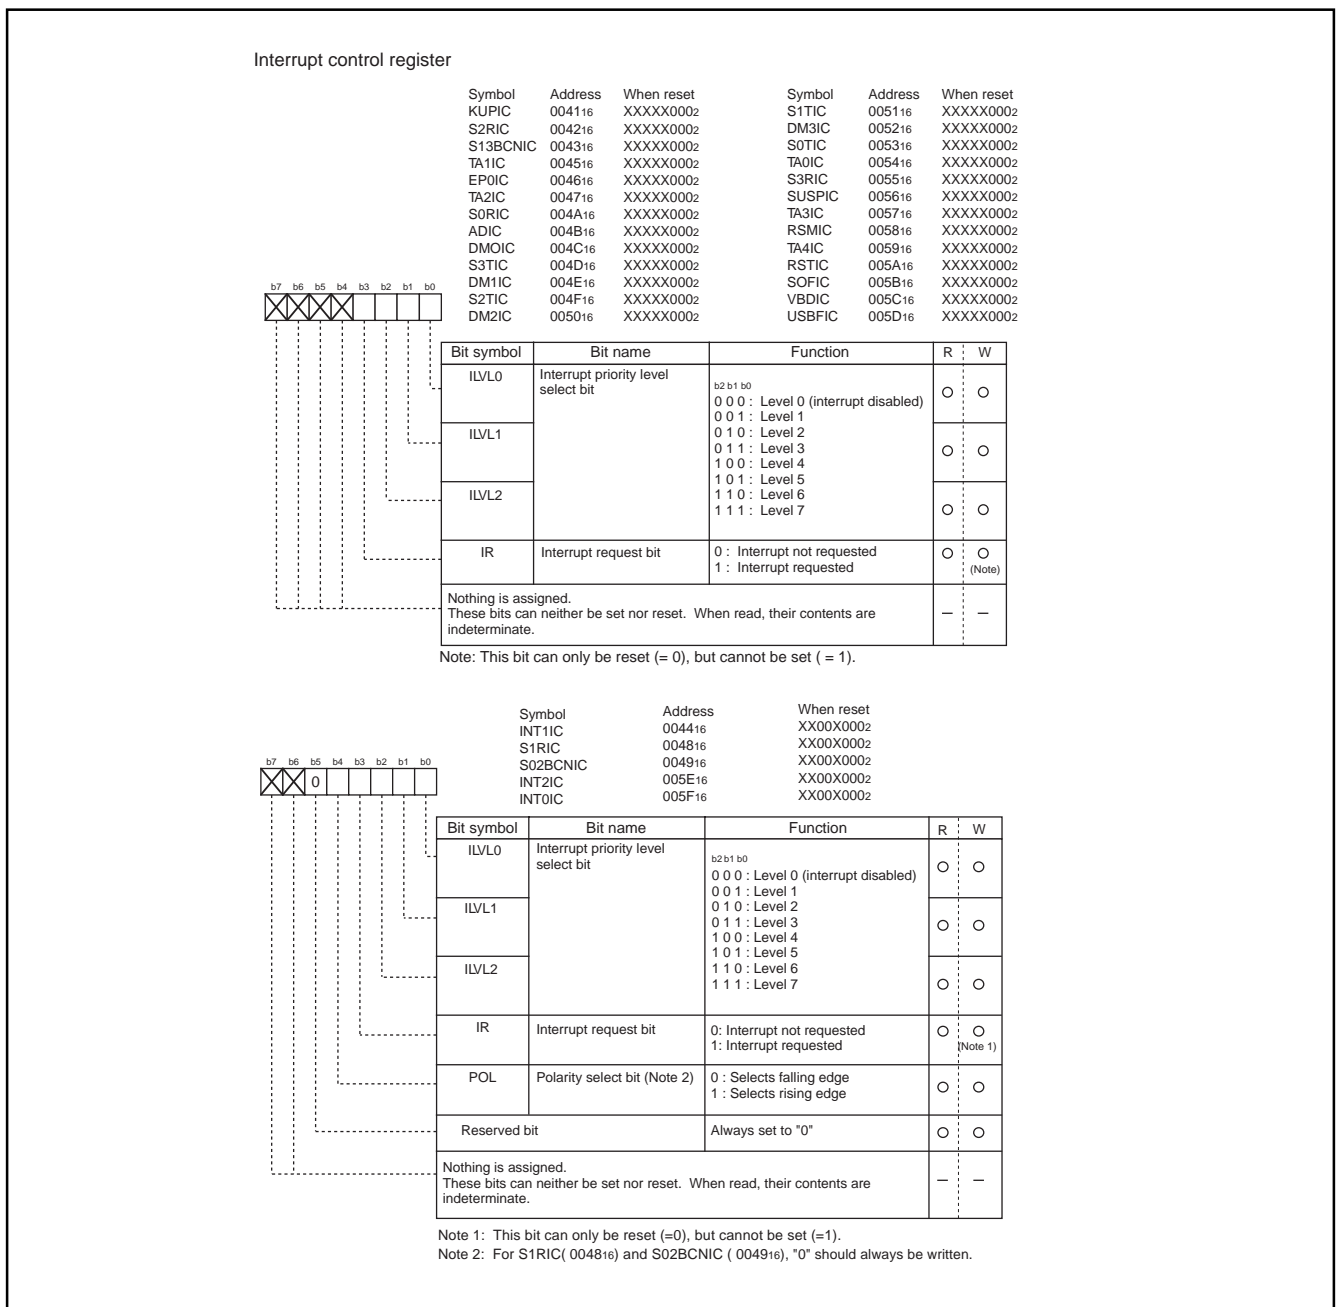 Interrupt control register
Symbol Address When reset
KUPIC 004116 XXXXX0002
S2RIC 004216 XXXXX0002
S13BCNIC 004316 XXXXX0002
TA1IC 004516 XXXXX0002
EP0IC 004616 XXXXX0002
TA2IC 004716 XXXXX0002
S0RIC 004A16 XXXXX0002
ADIC 004B16 XXXXX0002
DMOIC 004C16 XXXXX0002
S3TIC 004D16 XXXXX0002
DM1IC 004E16 XXXXX0002
S2TIC 004F16 XXXXX0002
DM2IC 005016 XXXXX0002
Symbol Address When reset
S1TIC 005116 XXXXX0002
DM3IC 005216 XXXXX0002
S0TIC 005316 XXXXX0002
TA0IC 005416 XXXXX0002
S3RIC 005516 XXXXX0002
SUSPIC 005616 XXXXX0002
TA3IC 005716 XXXXX0002
RSMIC 005816 XXXXX0002
TA4IC 005916 XXXXX0002
RSTIC 005A16 XXXXX0002
SOFIC 005B16 XXXXX0002
VBDIC 005C16 XXXXX0002
USBFIC 005D16 XXXXX0002
b7 b6 b5 b4 b3 b2 b1 b0
Bit symbol Bit name Function R W
ILVL0 Interrupt priority level
select bit
b2 b1 b0
0 0 0 : Level 0 (interrupt disabled)
0 0 1 : Level 1
ILVL1 0 1 0 : Level 2
0 1 1 : Level 3
1 0 0 : Level 4
1 0 1 : Level 5
ILVL2 1 1 0 : Level 6
1 1 1 : Level 7
IR Interrupt request bit 0 : Interrupt not requested
1 : Interrupt requested (Note)
Nothing is assigned.
These bits can neither be set nor reset. When read, their contents are
indeterminate.
Note: This bit can only be reset (= 0), but cannot be set ( = 1).
Symbol Address When reset
INT1IC 004416 XX00X0002
S1RIC 004816 XX00X0002
S02BCNIC 004916 XX00X0002
INT2IC 005E16 XX00X0002
INT0IC 005F16 XX00X0002
b7 b6 b5 b4 b3 b2 b1 b0
0
Bit symbol Bit name Function R W
ILVL0 Interrupt priority level
select bit
b2 b1 b0
0 0 0 : Level 0 (interrupt disabled)
0 0 1 : Level 1
ILVL1 0 1 0 : Level 2
0 1 1 : Level 3
1 0 0 : Level 4
1 0 1 : Level 5
ILVL2 1 1 0 : Level 6
1 1 1 : Level 7
IR Interrupt request bit 0: Interrupt not requested
1: Interrupt requested (Note 1)
POL Polarity select bit (Note 2) 0 : Selects falling edge
1 : Selects rising edge
Reserved bit Always set to "0"
Nothing is assigned.
These bits can neither be set nor reset. When read, their contents are
indeterminate.
Note 1: This bit can only be reset (=0), but cannot be set (=1).
Note 2: For S1RIC( 004816) and S02BCNIC ( 004916), "0" should always be written.